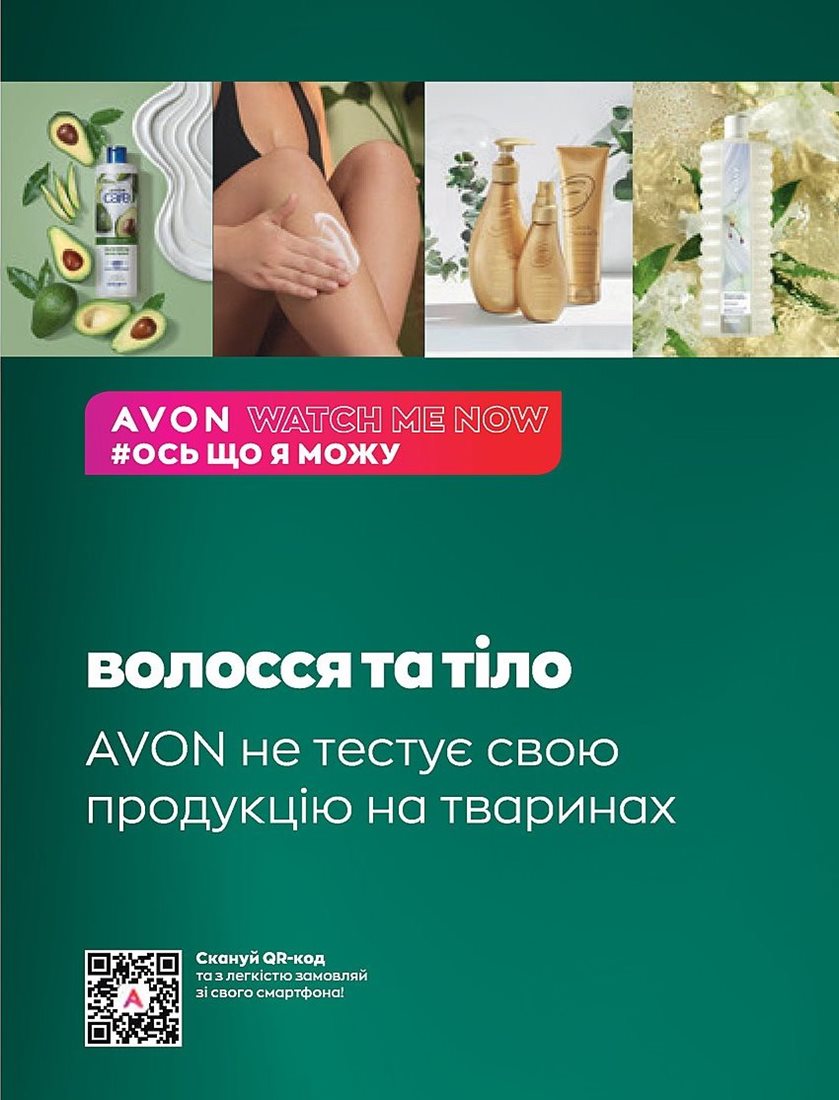 care
AVON WATCH ME NOW
#ОСЬ ЩО Я МОЖУ
волосся та тіло
AVON не тестує свою
продукцію на тваринах
Скануй QR-код
та з легкістю замовляй
зі свого смартфона!